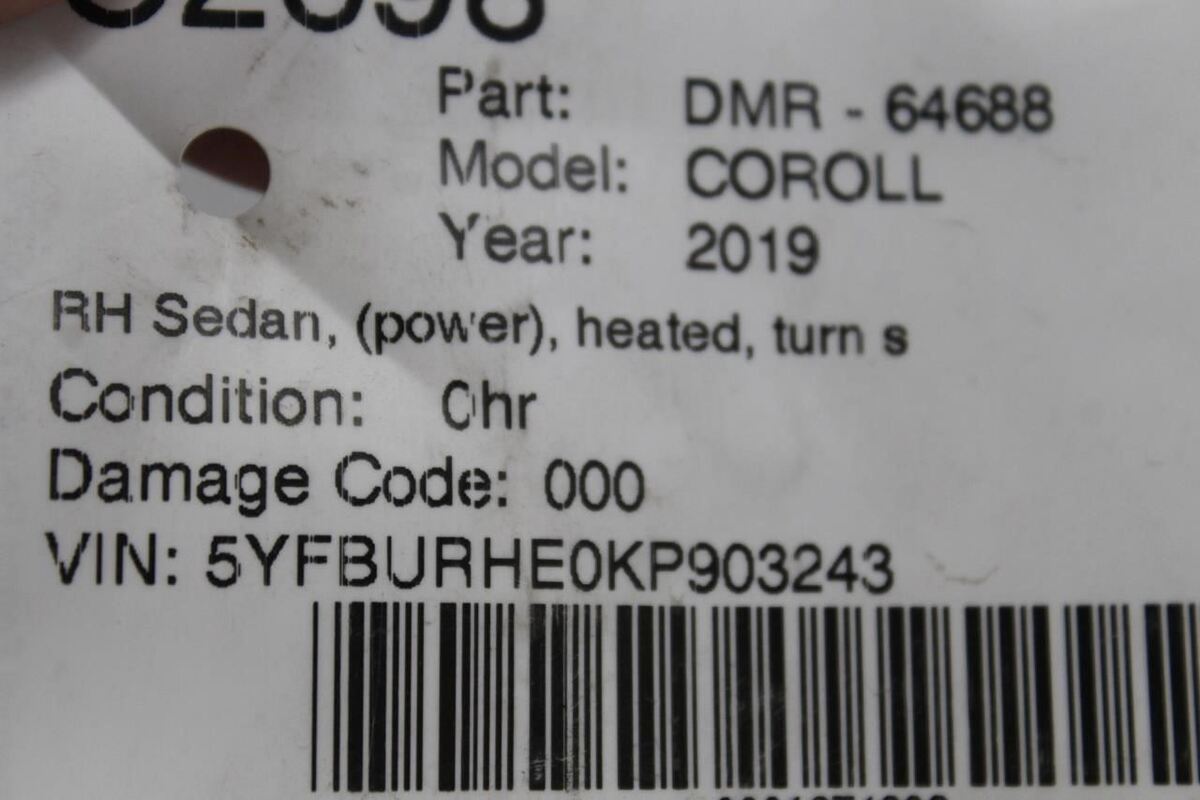 Part: DMR - 64688
Model: COROLL
Year: 2019
RH Sedan, (power), heated, turn s
Condition: 0hr
Damage Code: 000
VIN: 5YFBURHE0KP903243